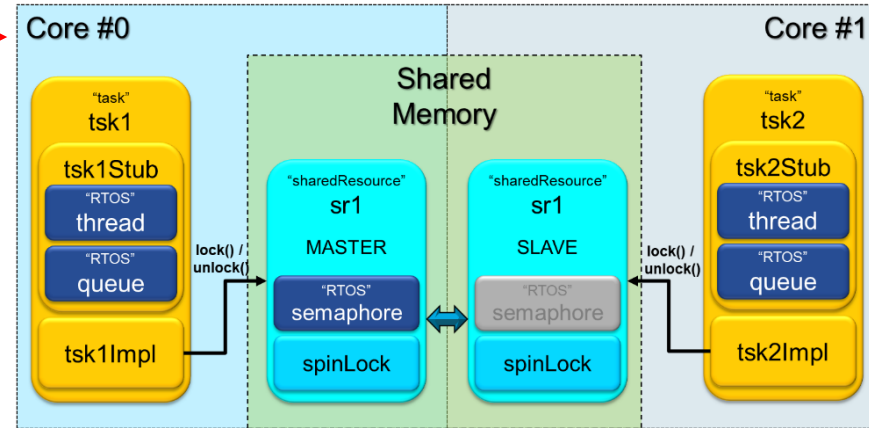 Core #0
Core #1
Shared
Memory
“task”
tsk1
tsk1Stub
“RTOS”
thread
“RTOS”
queue
tsk1Impl
lock() /
unlock()
“sharedResource”
sr1
MASTER
“RTOS”
semaphore
spinLock
“sharedResource”
sr1
SLAVE
“RTOS”
semaphore
spinLock
lock() /
unlock()
“task”
tsk2
tsk2Stub
“RTOS”
thread
“RTOS”
queue
tsk2Impl